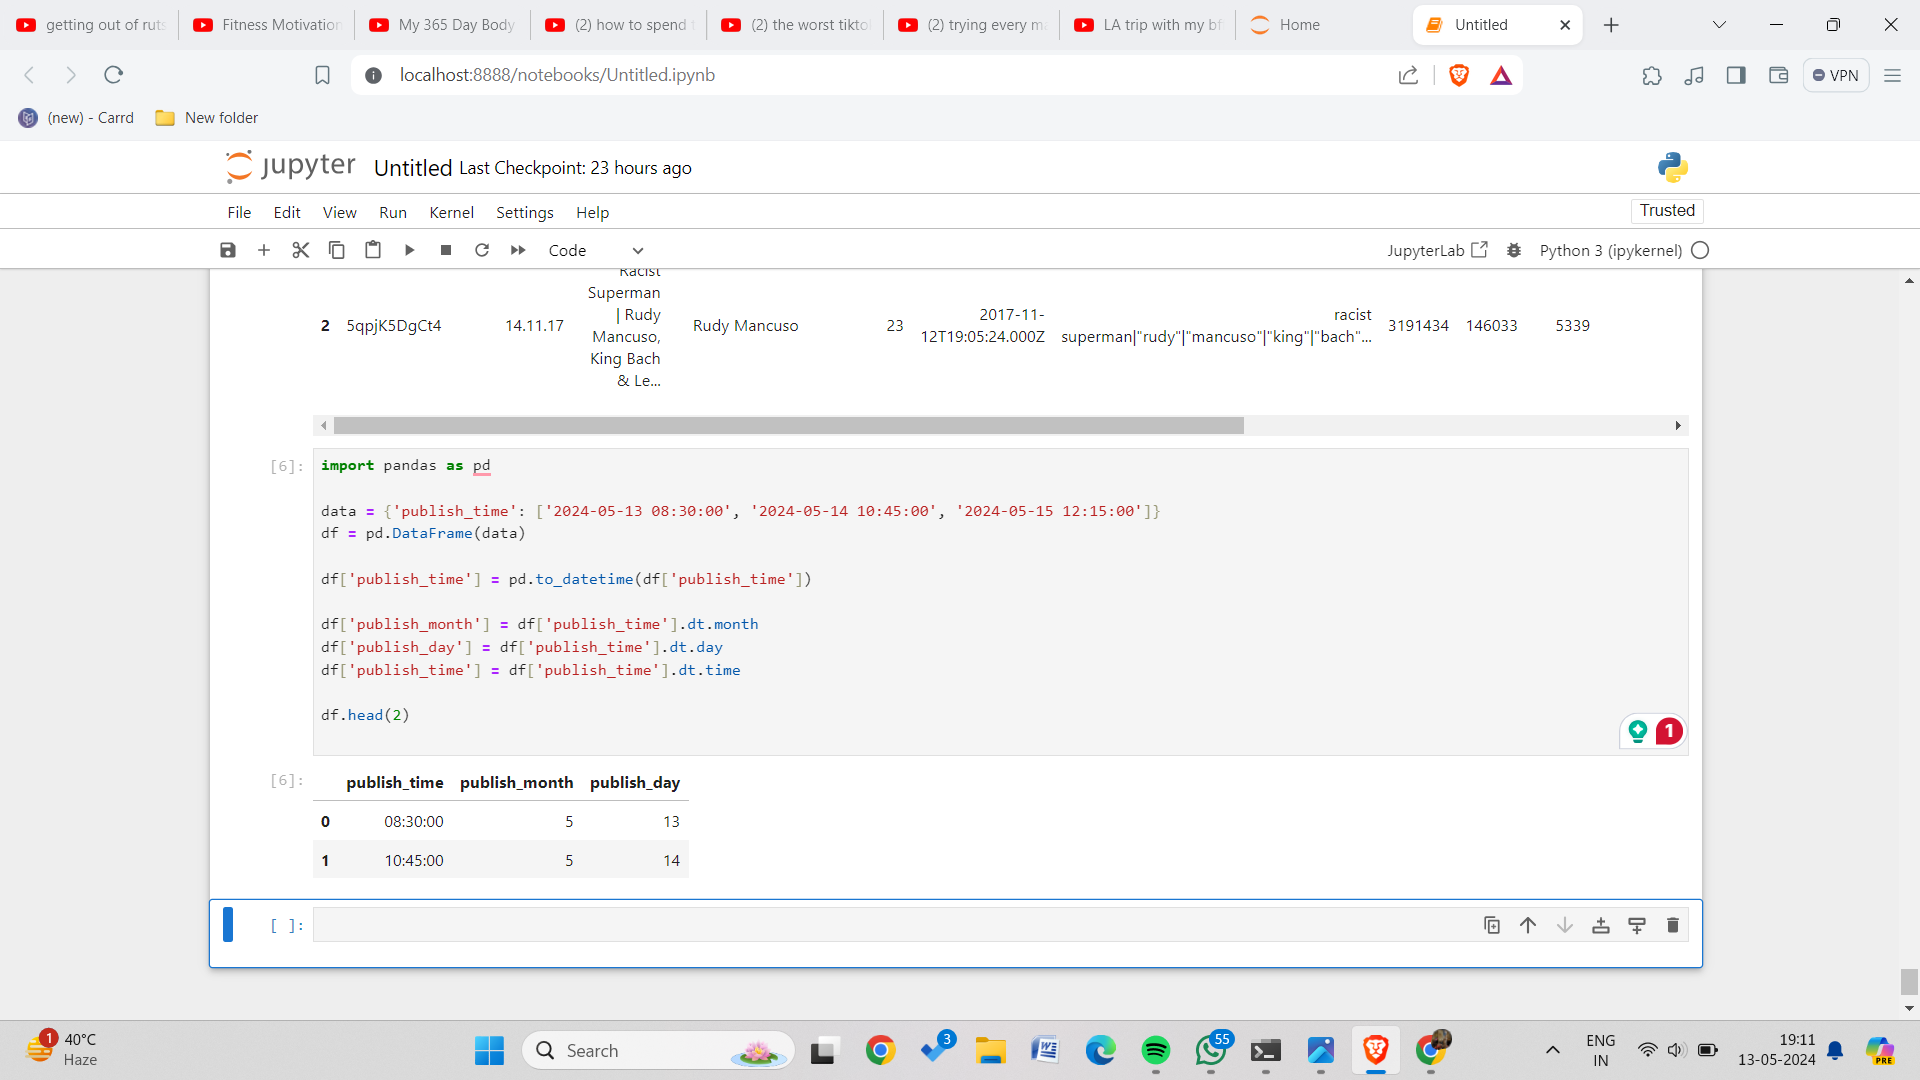 getting out of ruts
Fitness Motivation
My 365 Day Body
(2) how to spend t
(2) the worst tiktok
(2) trying every ma
LA trip with my bf
Home
Untitled
localhost:8888/notebooks/Untitled.ipynb
VPN
(new) - Carrd
New folder
jupyter
Untitled Last Checkpoint: 23 hours ago
File Edit View Run Kernel Settings Help
Trusted
Code
JupyterLab
Python 3 (ipykernel)
Racist
Superman
| Rudy
Mancuso,
King Bach
& Le...
2 5qpjK5DgCt4 14.11.17
Rudy Mancuso 23
2017-11-
12T19:05:24.000Z
racist
superman|"rudy"|"mancuso"|"king"|"bach"...
3191434 146033 5339
[6]:
import pandas as pd
data = {'publish_time': ['2024-05-13 08:30:00', '2024-05-14 10:45:00', '2024-05-15 12:15:00']}
df = pd.DataFrame(data)
df['publish_time'] = pd.to_datetime(df['publish_time'])
df['publish_month'] = df['publish_time'].dt.month
df['publish_day'] = df['publish_time'].dt.day
df['publish_time'] = df['publish_time'].dt.time
df.head(2)
1
[6]:
publish_time publish_month publish_day
0 08:30:00 5 13
1 10:45:00 5 14
[ ]:
1
40°C
Haze
Search
3
55
PRE
ENG
IN
19:11
13-05-2024